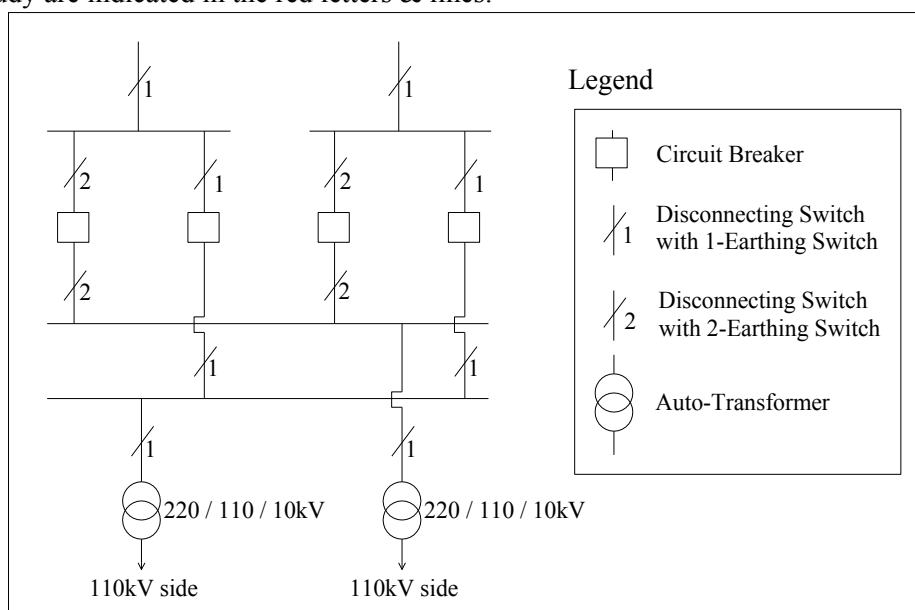 udy are indicated in the red letters & lines.
1
1
Legend
2
1
2
1
Circuit Breaker
1
Disconnecting Switch
with 1-Earthing Switch
2
2
2
Disconnecting Switch
with 2-Earthing Switch
1
1
Auto-Transformer
1
1
220 / 110 / 10kV
220 / 110 / 10kV
110kV side
110kV side